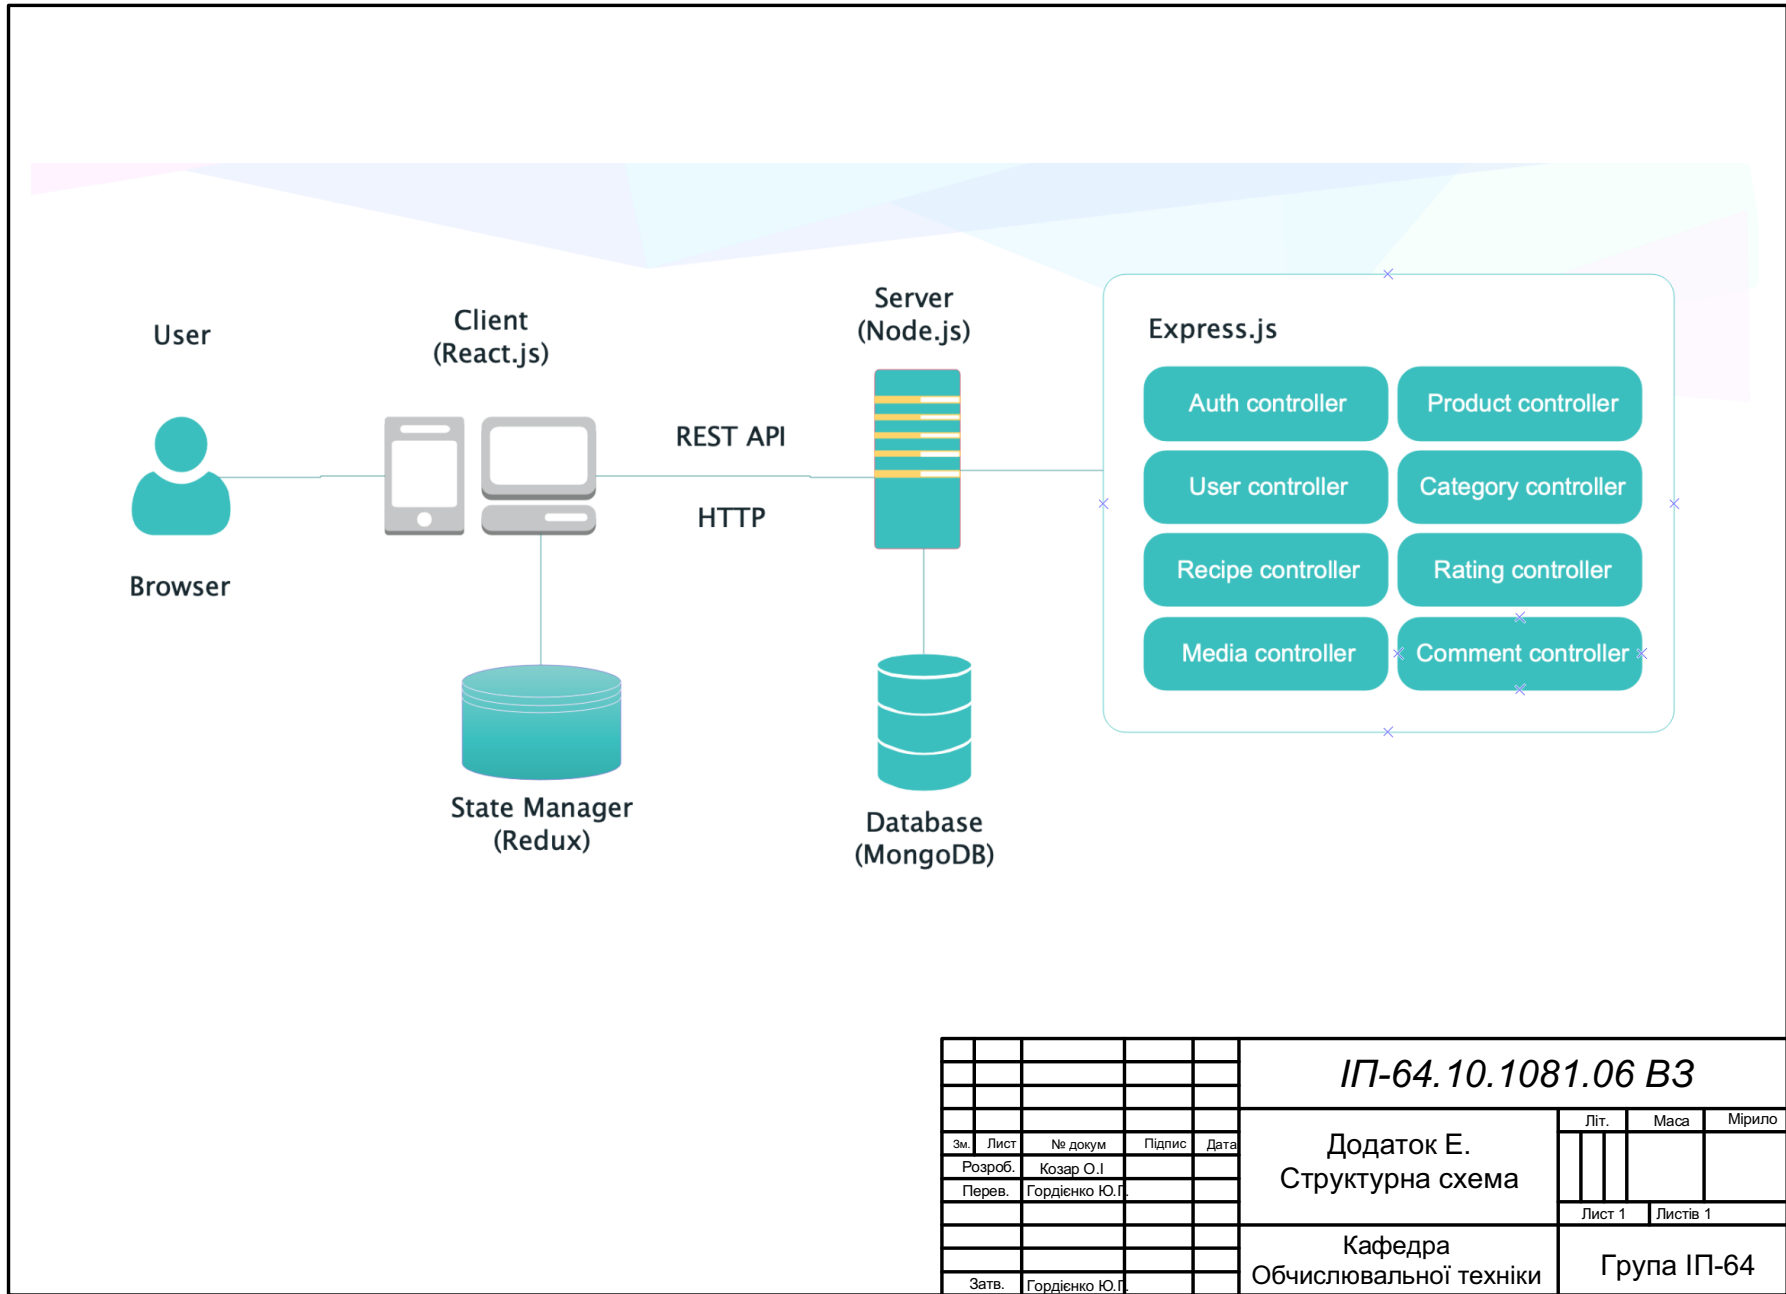 User
Client
(React.js)
Server
(Node.js)
Express.js
Auth controller
Product controller
REST API
User controller
Category controller
HTTP
Recipe controller
Rating controller
Browser
Media controller
Comment controller
State Manager
(Redux)
Database
(MongoDB)
ІП-64.10.1081.06 ВЗ
Зм. Лист № докум Підпис Дата
Розроб. Козар О.І
Перев. Гордієнко Ю.Г.
Затв. Гордієнко Ю.Г.
Додаток Е.
Структурна схема
Літ. Маса Мірило
Лист 1 Листів 1
Кафедра
Обчислювальної техніки
Група ІП-64